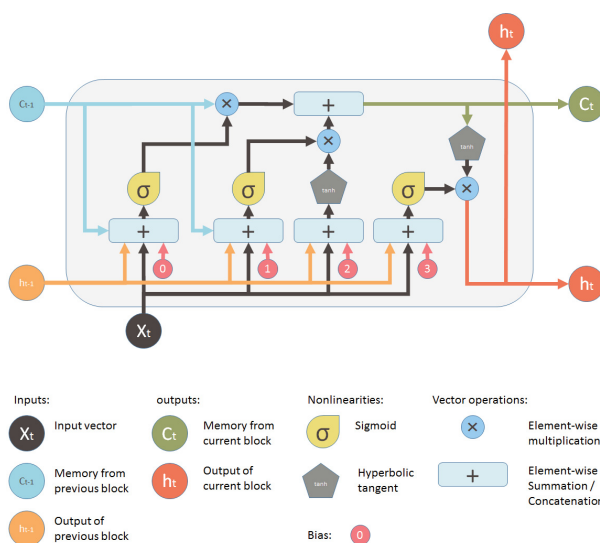 ht
Ct-1
×
+
Ct
×
tanh
σ
σ
tanh
σ
×
+
+
+
+
0
1
2
3
ht-1
ht
Xt
Inputs:
outputs:
Nonlinearities:
Vector operations:
Xt
Input vector
Ct
Memory from
current block
σ
Sigmoid
×
Element-wise
multiplication
Ct-1
Memory from
previous block
ht
Output of
current block
tanh
Hyperbolic
tangent
+
Element-wise
Summation /
Concatenation
ht-1
Output of
previous block
Bias:
0